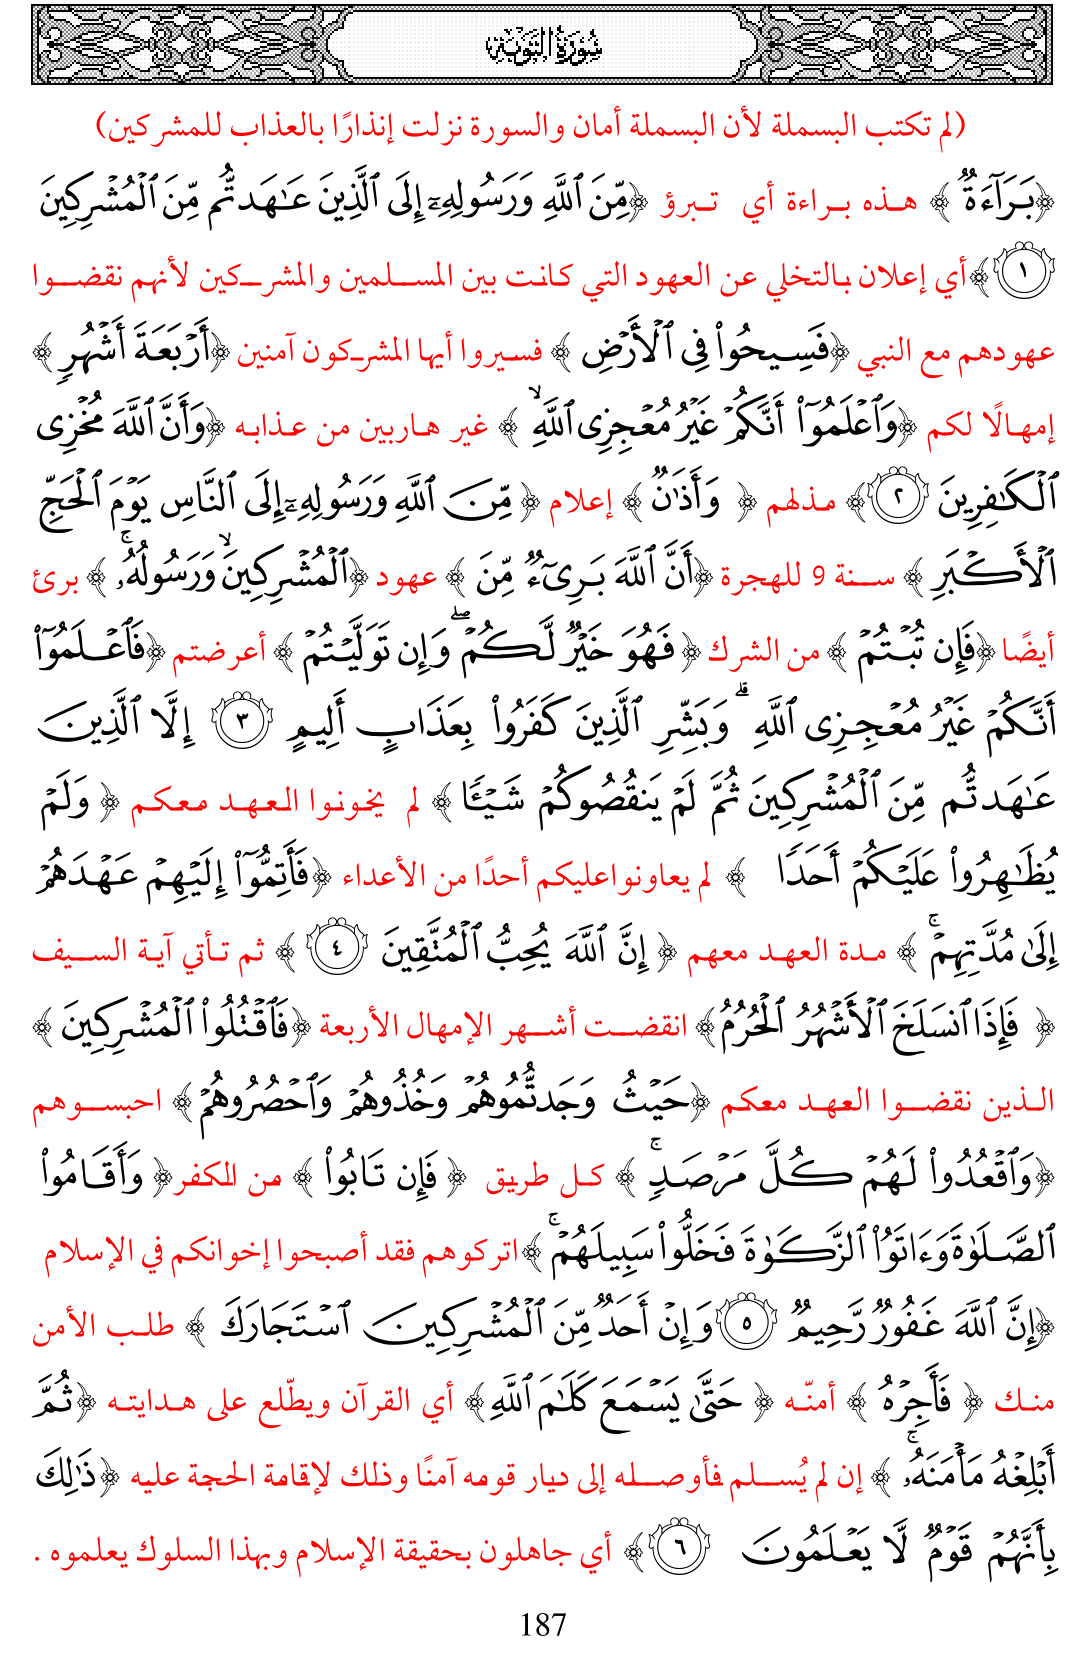 سُورَةُ التَّوْبَةِ
(لم تكتب البسملة لأن البسملة أمان والسورة نزلت إنذارًا بالعذاب للمشركين)
﴿بَرَآءَةٌ ﴾ هذه براءة أي تبرؤ ﴿مِّنَ ٱللَّهِ وَرَسُولِهِۦٓ إِلَى ٱلَّذِينَ عَٰهَدتُّم مِّنَ ٱلْمُشْرِكِينَ
١ ﴾أي إعلان بالتخلي عن العهود التي كانت بين المسلمين والمشركين لأنهم نقضوا
عهودهم مع النبي ﴿فَسِيحُوا۟ فِى ٱلْأَرْضِ ﴾ فسيروا أيها المشركون آمنين ﴿أَرْبَعَةَ أَشْهُرٍ ﴾
إمهالًا لكم ﴿وَٱعْلَمُوٓا۟ أَنَّكُمْ غَيْرُ مُعْجِزِى ٱللَّهِ ۙ ﴾ غير هاربين من عذابه ﴿وَأَنَّ ٱللَّهَ مُخْزِى
ٱلْكَٰفِرِينَ ٢ ﴾ مذلهم ﴿ وَأَذَٰنٌ ﴾ إعلام ﴿ مِّنَ ٱللَّهِ وَرَسُولِهِۦٓ إِلَى ٱلنَّاسِ يَوْمَ ٱلْحَجِّ
ٱلْأَكْبَرِ ﴾ سنة 9 للهجرة ﴿أَنَّ ٱللَّهَ بَرِىٓءٌ مِّنَ ﴾ عهود ﴿ٱلْمُشْرِكِينَ ۙ وَرَسُولُهُۥ ۚ ﴾ برئ
أيضًا ﴿فَإِن تُبْتُمْ ﴾ من الشرك ﴿ فَهُوَ خَيْرٌ لَّكُمْ ۖ وَإِن تَوَلَّيْتُمْ ﴾ أعرضتم ﴿فَٱعْلَمُوٓا۟
أَنَّكُمْ غَيْرُ مُعْجِزِى ٱللَّهِ ۗ وَبَشِّرِ ٱلَّذِينَ كَفَرُوا۟ بِعَذَابٍ أَلِيمٍ ٣ إِلَّا ٱلَّذِينَ
عَٰهَدتُّم مِّنَ ٱلْمُشْرِكِينَ ثُمَّ لَمْ يَنقُصُوكُمْ شَيْـًٔا ﴾ لم يخونوا العهد معكم ﴿ وَلَمْ
يُظَٰهِرُوا۟ عَلَيْكُمْ أَحَدًا ﴾ لم يعاونواعليكم أحدًا من الأعداء ﴿فَأَتِمُّوٓا۟ إِلَيْهِمْ عَهْدَهُمْ
إِلَىٰ مُدَّتِهِمْ ۚ ﴾ مدة العهد معهم ﴿ إِنَّ ٱللَّهَ يُحِبُّ ٱلْمُتَّقِينَ ٤ ﴾ ثم تأتي آية السيف
﴿ فَإِذَا ٱنسَلَخَ ٱلْأَشْهُرُ ٱلْحُرُمُ﴾ انقضت أشهر الإمهال الأربعة ﴿فَٱقْتُلُوا۟ ٱلْمُشْرِكِينَ ﴾
الذين نقضوا العهد معكم ﴿حَيْثُ وَجَدتُّمُوهُمْ وَخُذُوهُمْ وَٱحْصُرُوهُمْ﴾ احبسوهم
﴿وَٱقْعُدُوا۟ لَهُمْ كُلَّ مَرْصَدٍ ۚ ﴾ كل طريق ﴿ فَإِن تَابُوا۟ ﴾ من الكفر﴿ وَأَقَامُوا۟
ٱلصَّلَوٰةَ وَءَاتَوُا۟ ٱلزَّكَوٰةَ فَخَلُّوا۟ سَبِيلَهُمْ ۚ﴾اتركوهم فقد أصبحوا إخوانكم في الإسلام
﴿إِنَّ ٱللَّهَ غَفُورٌ رَّحِيمٌ ٥ وَإِنْ أَحَدٌ مِّنَ ٱلْمُشْرِكِينَ ٱسْتَجَارَكَ ﴾ طلب الأمن
منك ﴿ فَأَجِرْهُ ﴾ أمنّه ﴿ حَتَّىٰ يَسْمَعَ كَلَٰمَ ٱللَّهِ﴾ أي القرآن ويطّلع على هدايته ﴿ثُمَّ
أَبْلِغْهُ مَأْمَنَهُۥ ۚ ﴾ إن لم يُسلم فأوصله إلى ديار قومه آمنًا وذلك لإقامة الحجة عليه ﴿ذَٰلِكَ
بِأَنَّهُمْ قَوْمٌ لَّا يَعْلَمُونَ ٦ ﴾ أي جاهلون بحقيقة الإسلام وبهذا السلوك يعلموه .
187